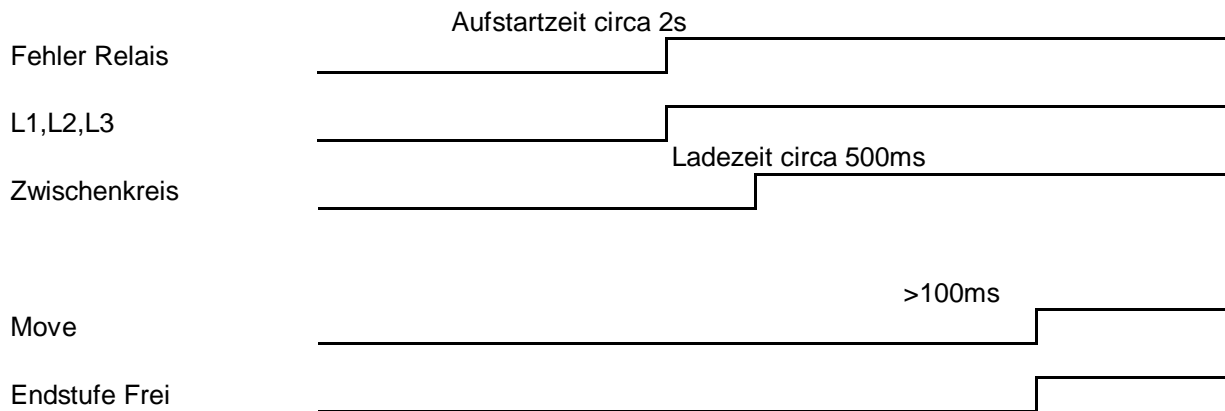 Aufstartzeit circa 2s
Fehler Relais
L1,L2,L3
Ladezeit circa 500ms
Zwischenkreis
>100ms
Move
Endstufe Frei